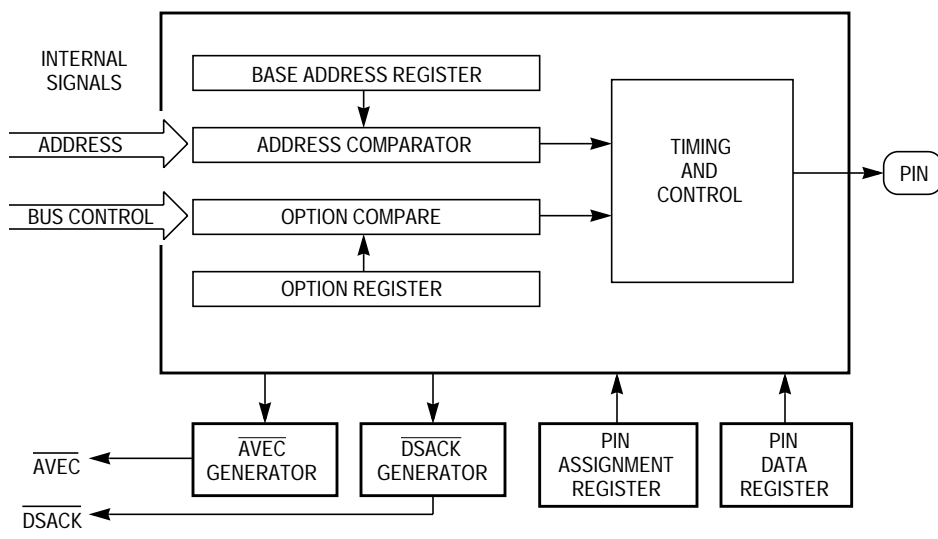 INTERNAL
SIGNALS
BASE ADDRESS REGISTER
ADDRESS
ADDRESS COMPARATOR
TIMING
AND
CONTROL
PIN
BUS CONTROL
OPTION COMPARE
OPTION REGISTER
AVEC
GENERATOR
DSACK
GENERATOR
PIN
ASSIGNMENT
REGISTER
PIN
DATA
REGISTER
AVEC
DSACK